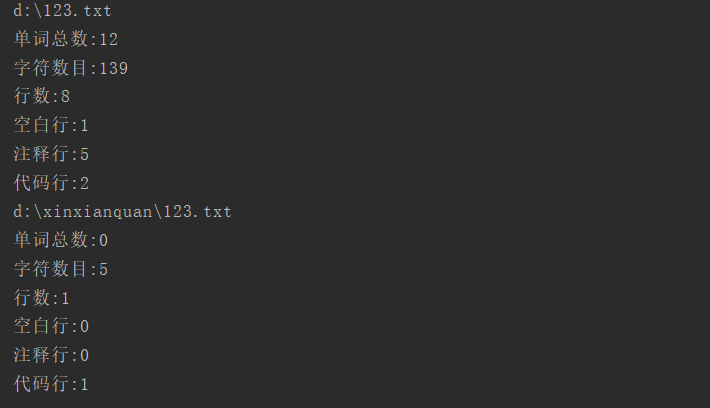 d:\123.txt
单词总数:12
字符数目:139
行数:8
空白行:1
注释行:5
代码行:2
d:\xinxianquan\123.txt
单词总数:0
字符数目:5
行数:1
空白行:0
注释行:0
代码行:1